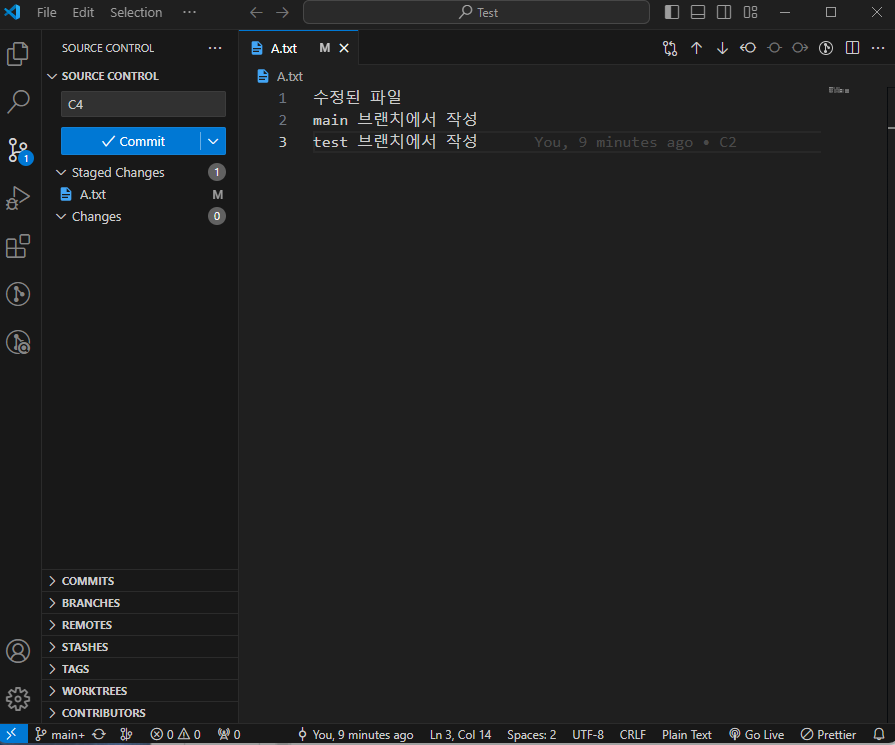 File Edit Selection ··· Test
SOURCE CONTROL ···
SOURCE CONTROL
C4
Commit
Staged Changes 1
A.txt M
Changes 0
1
COMMITS
BRANCHES
REMOTES
STASHES
TAGS
WORKTREES
CONTRIBUTORS
A.txt M
A.txt
1 수정된 파일
2 main 브랜치에서 작성
3 test 브랜치에서 작성 You, 9 minutes ago • C2
main+ 0 0 0 You, 9 minutes ago Ln 3, Col 14 Spaces: 2 UTF-8 CRLF Plain Text Go Live Prettier